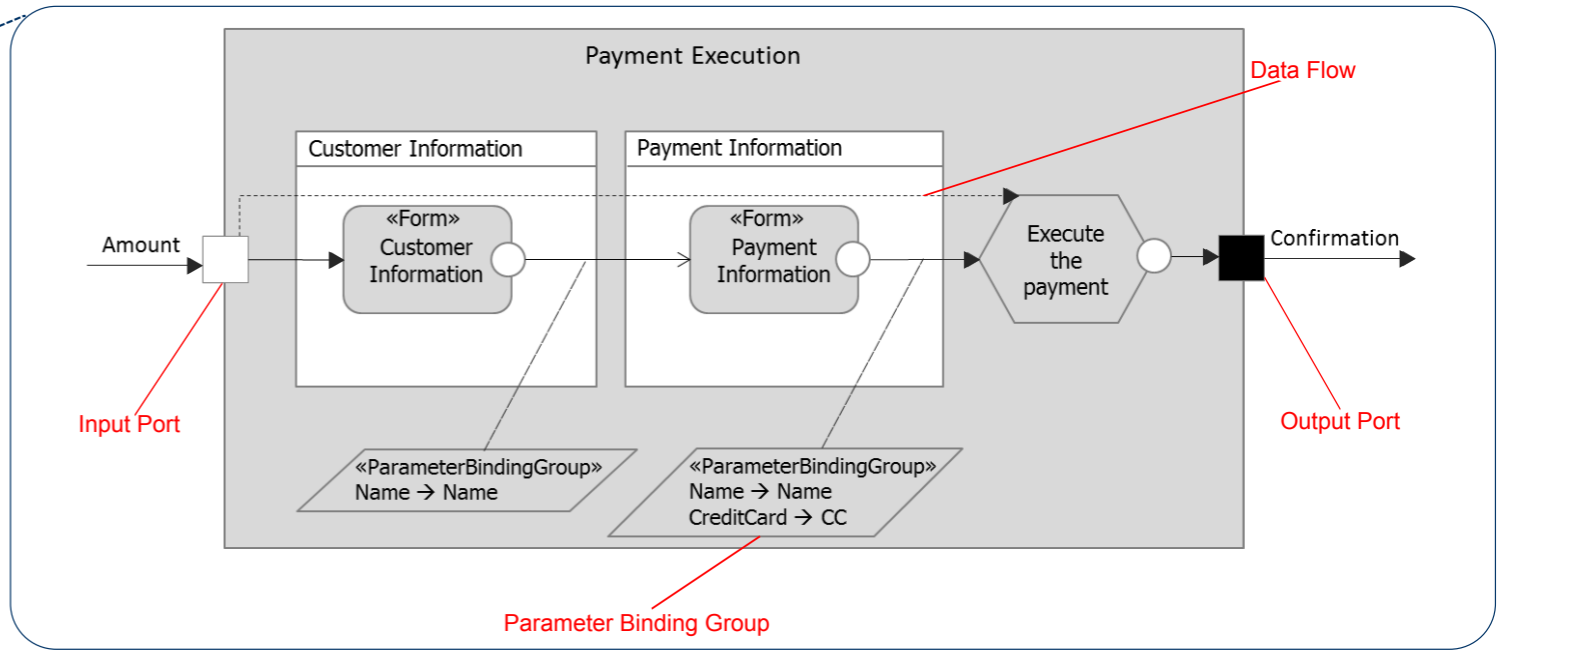 Payment Execution
Data Flow
Customer Information
Payment Information
«Form»
Customer
Information
«Form»
Payment
Information
Execute
the
payment
Amount
Confirmation
Input Port
Output Port
«ParameterBindingGroup»
Name → Name
«ParameterBindingGroup»
Name → Name
CreditCard → CC
Parameter Binding Group